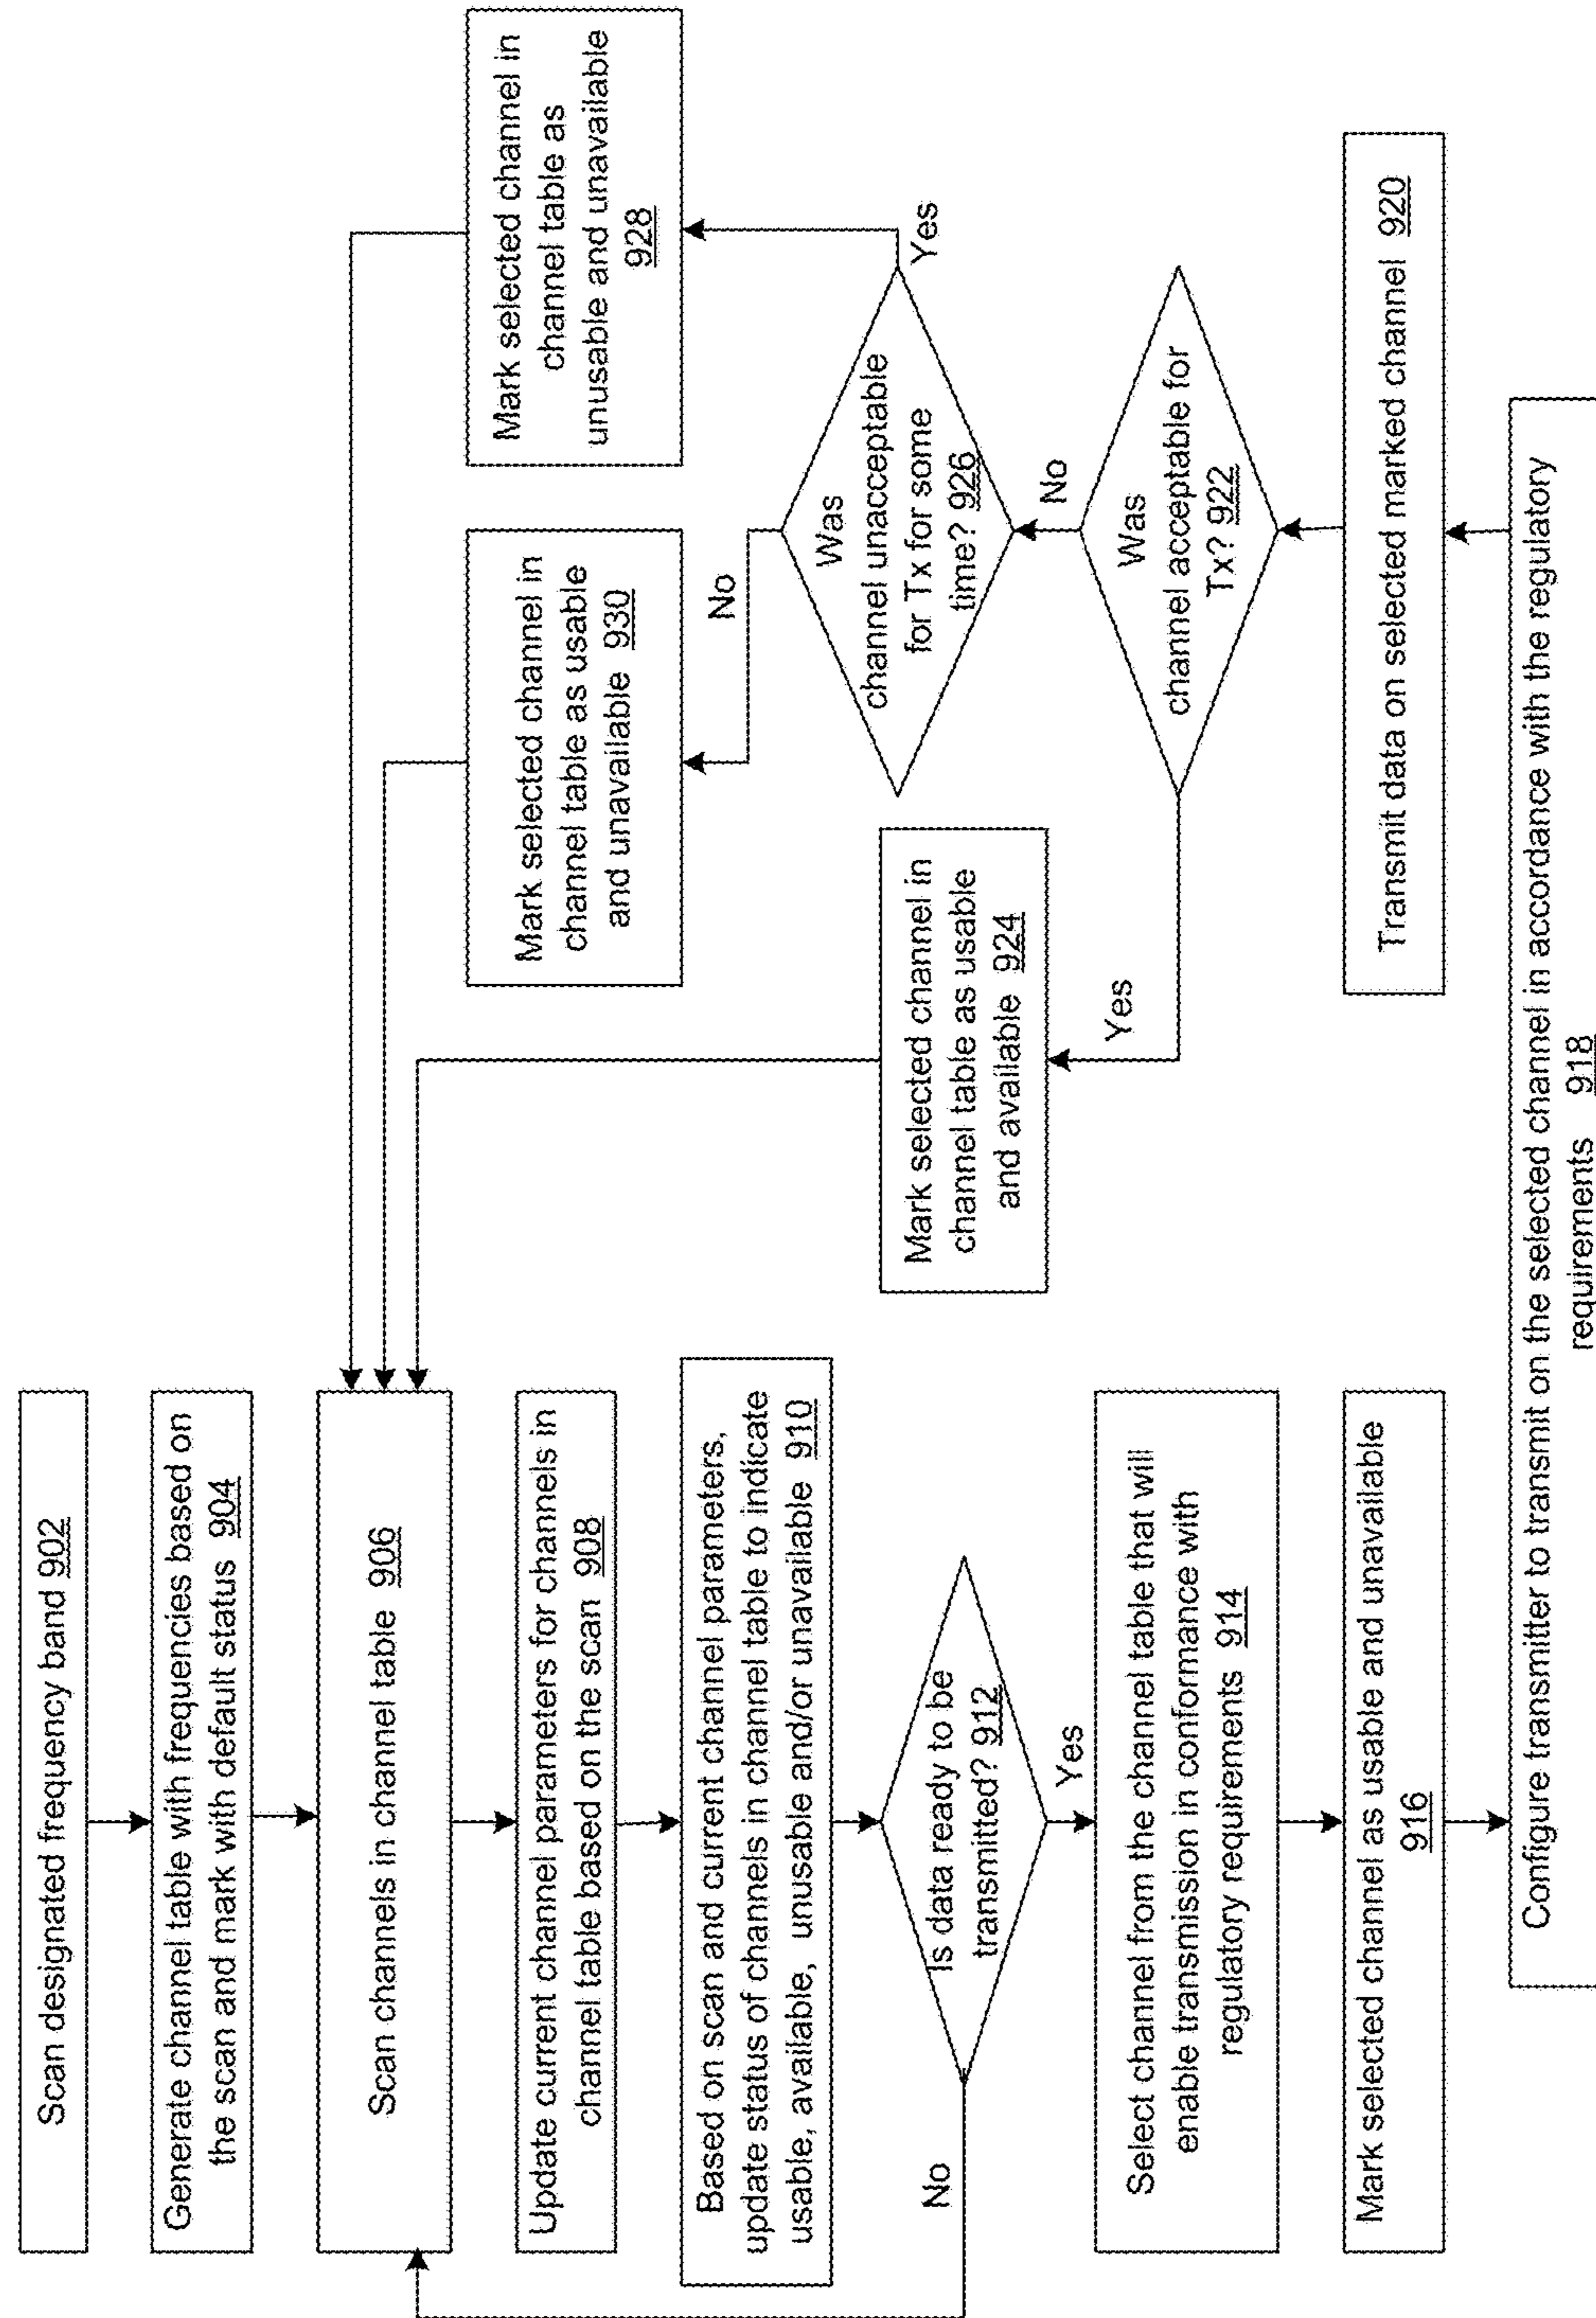 Scan designated frequency band 902
Generate channel table with frequencies based on
the scan and mark with default status 904
Scan channels in channel table 906
Update current channel parameters for channels in
channel table based on the scan 908
Based on scan and current channel parameters,
update status of channels in channel table to indicate
usable, available, unusable and/or unavailable 910
Is data ready to be
transmitted? 912
No
Yes
Select channel from the channel table that will
enable transmission in conformance with
regulatory requirements 914
Mark selected channel as usable and unavailable
916
Configure transmitter to transmit on the selected channel in accordance with the regulatory
requirements 918
Transmit data on selected marked channel 920
Was
channel acceptable for
Tx? 922
Yes
No
Mark selected channel in
channel table as usable
and available 924
Was
channel unacceptable
for Tx for some
time? 926
No
Yes
Mark selected channel in
channel table as usable
and unavailable 930
Mark selected channel in
channel table as
unusable and unavailable
928